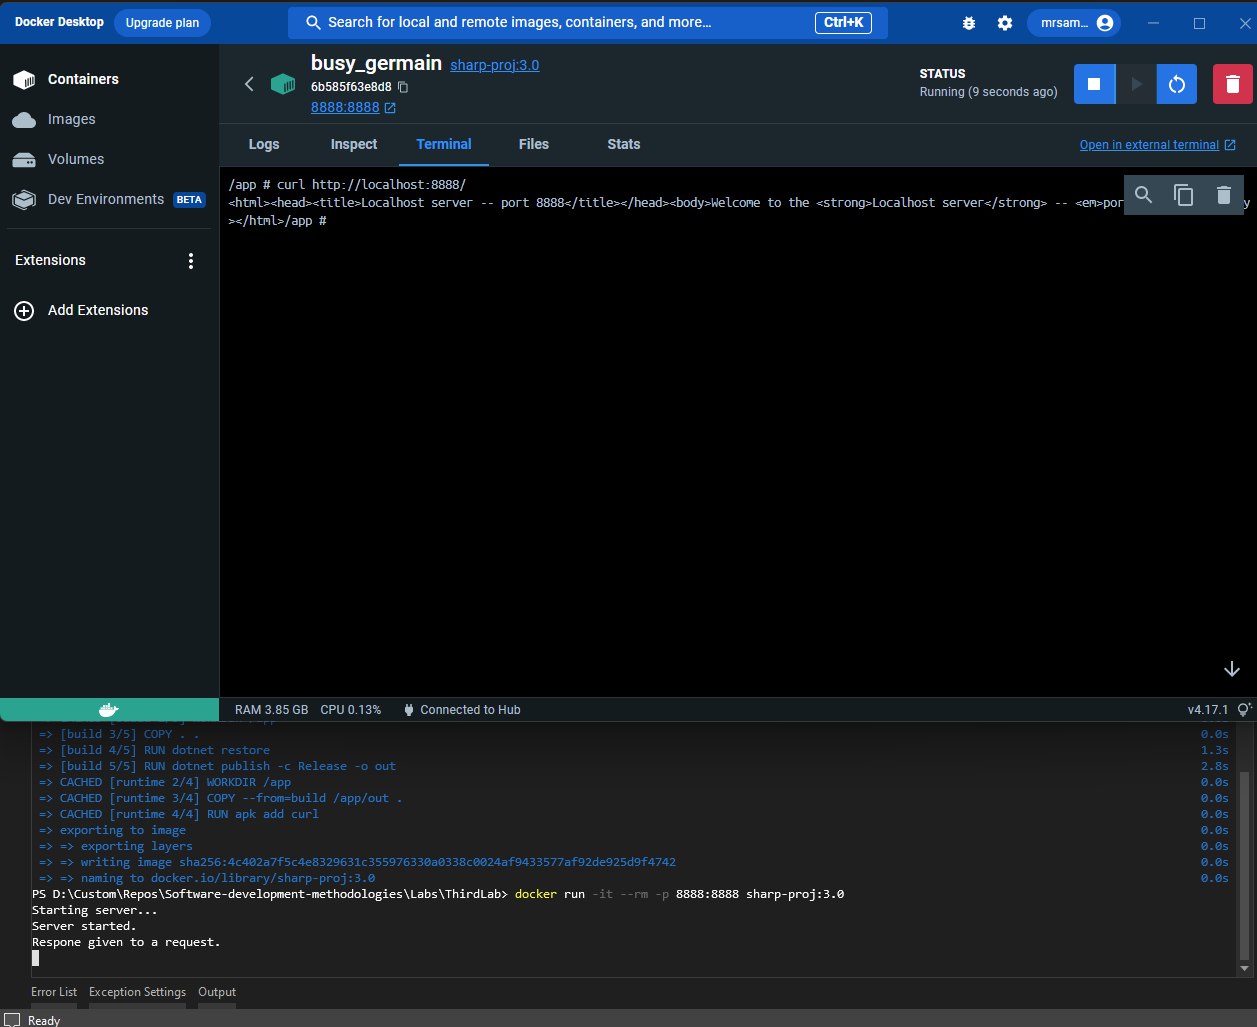 Docker Desktop
Upgrade plan
Search for local and remote images, containers, and more...
Ctrl+K
mrsam...
Containers
Images
Volumes
Dev Environments
BETA
Extensions
Add Extensions
busy_germain sharp-proj:3.0
6b585f63e8d8
8888:8888
STATUS
Running (9 seconds ago)
Logs
Inspect
Terminal
Files
Stats
Open in external terminal
/app # curl http://localhost:8888/
<html><head><title>Localhost server -- port 8888</title></head><body>Welcome to the <strong>Localhost server</strong> -- <em>por y
></html>/app #
RAM 3.85 GB CPU 0.13%
Connected to Hub
v4.17.1
=> [build 3/5] COPY . . 0.0s
=> [build 4/5] RUN dotnet restore 1.3s
=> [build 5/5] RUN dotnet publish -c Release -o out 2.8s
=> CACHED [runtime 2/4] WORKDIR /app 0.0s
=> CACHED [runtime 3/4] COPY --from=build /app/out . 0.0s
=> CACHED [runtime 4/4] RUN apk add curl 0.0s
=> exporting to image 0.0s
=> => exporting layers 0.0s
=> => writing image sha256:4c402a7f5c4e8329631c355976330a0338c0024af9433577af92de925d9f4742 0.0s
=> => naming to docker.io/library/sharp-proj:3.0 0.0s
PS D:\Custom\Repos\Software-development-methodologies\Labs\ThirdLab> docker run -it --rm -p 8888:8888 sharp-proj:3.0
Starting server...
Server started.
Respone given to a request.
Error List
Exception Settings
Output
Ready